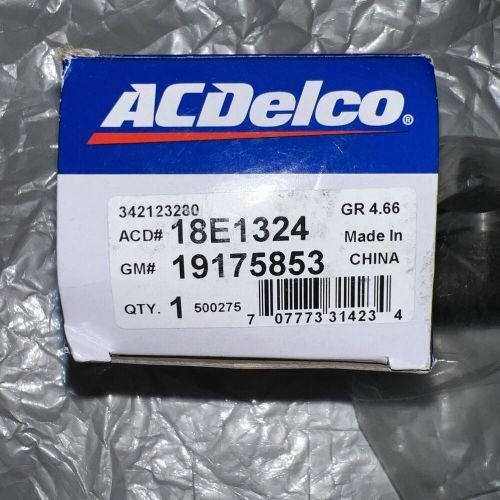 ACDelco
342123280 GR 4.66
ACD# 18E1324 Made In
GM# 19175853 CHINA
QTY. 1 500275
7 07773 31423 4